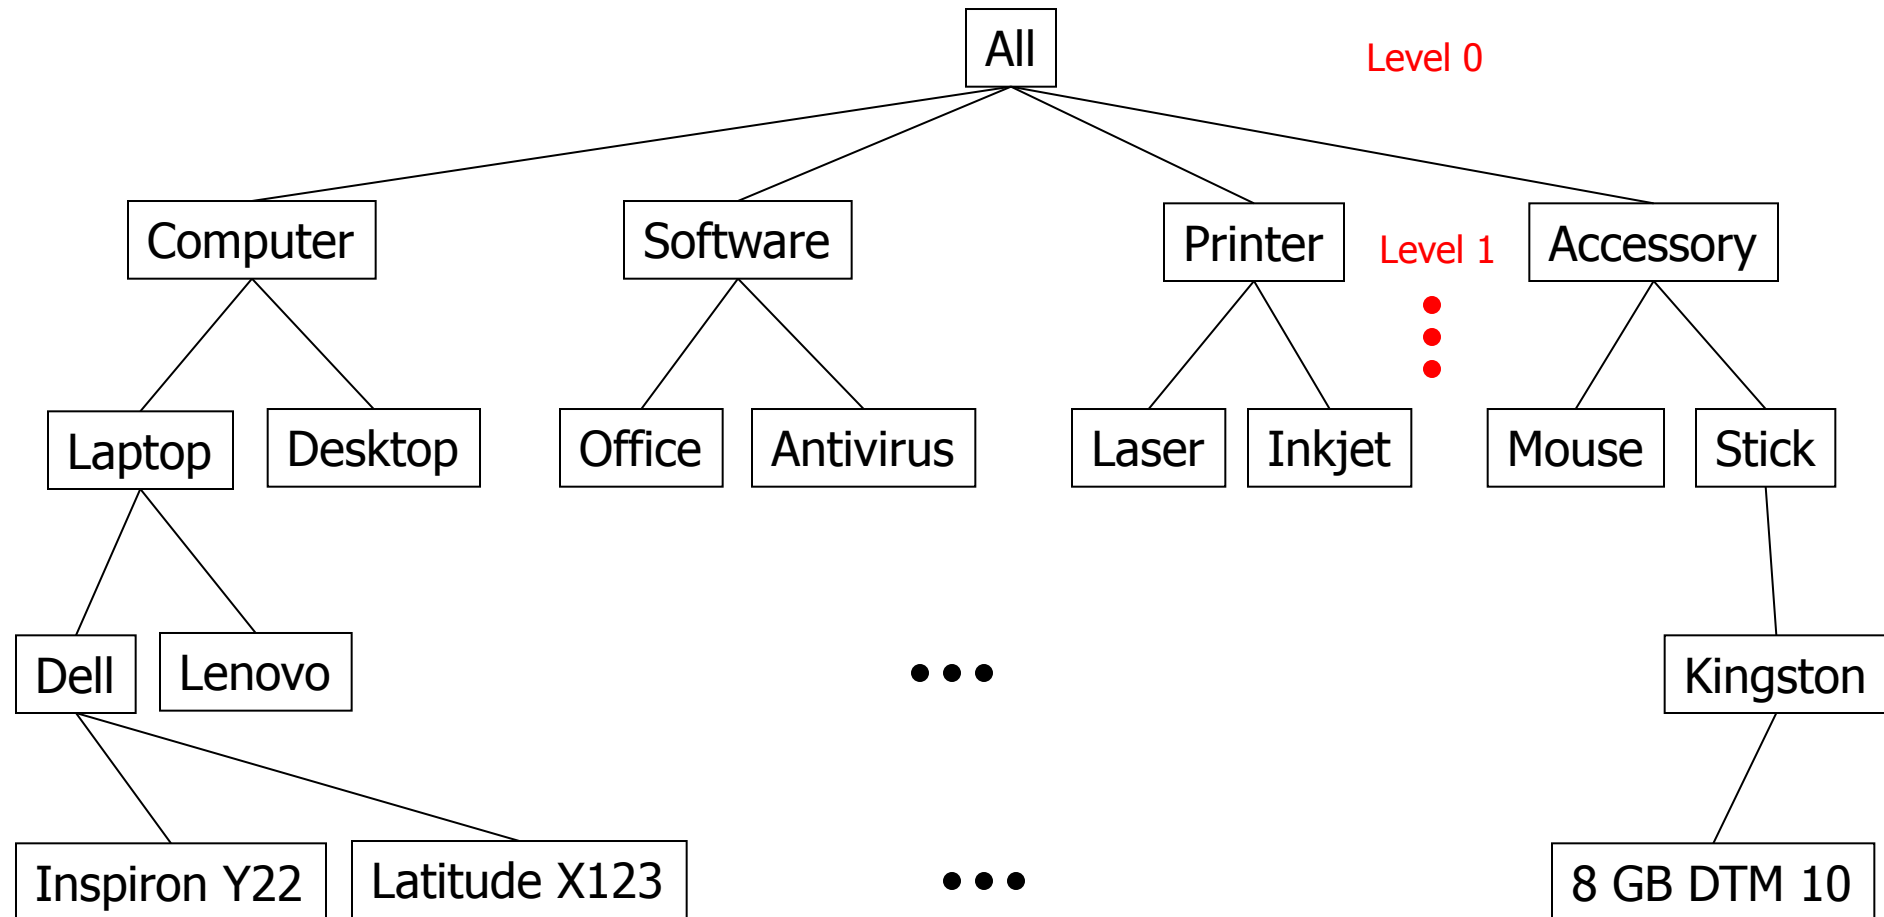 All
Level 0
Computer
Software
Printer
Level 1
Accessory
Laptop
Desktop
Office
Antivirus
Laser
Inkjet
Mouse
Stick
Dell
Lenovo
Kingston
Inspiron Y22
Latitude X123
8 GB DTM 10